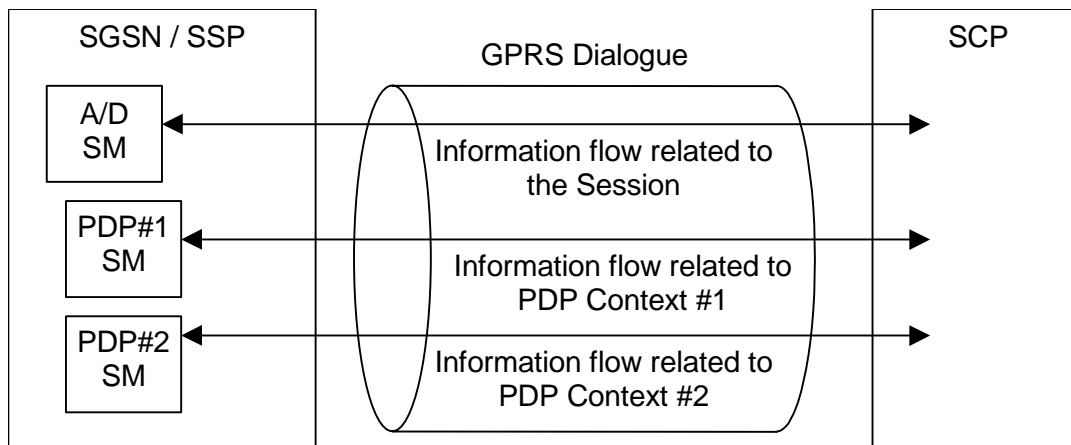 SGSN / SSP
SCP
GPRS Dialogue
A/D
SM
Information flow related to
the Session
PDP#1
SM
Information flow related to
PDP Context #1
PDP#2
SM
Information flow related to
PDP Context #2